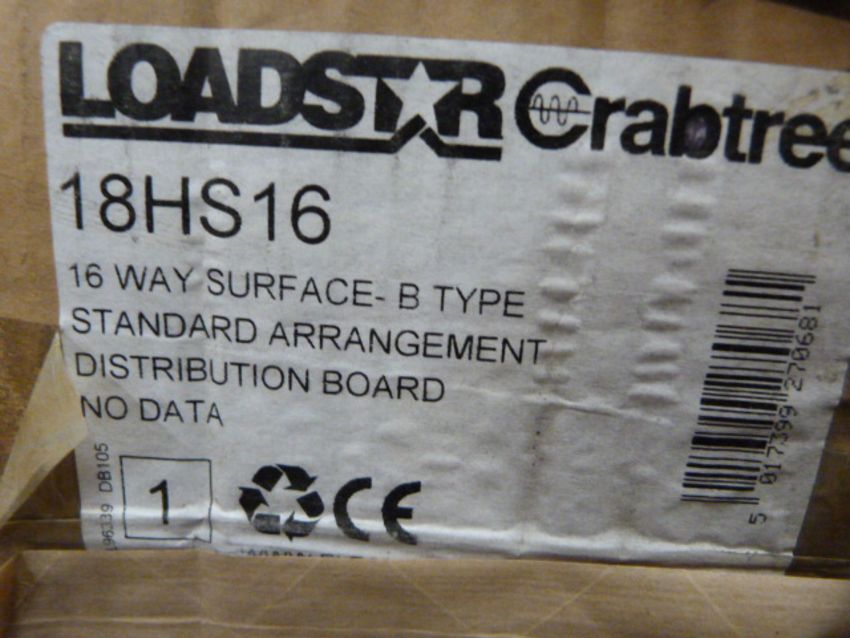 LOADSTAR Crabtree
18HS16
16 WAY SURFACE- B TYPE
STANDARD ARRANGEMENT
DISTRIBUTION BOARD
NO DATA
DB105
1
CE
5 017399 270681